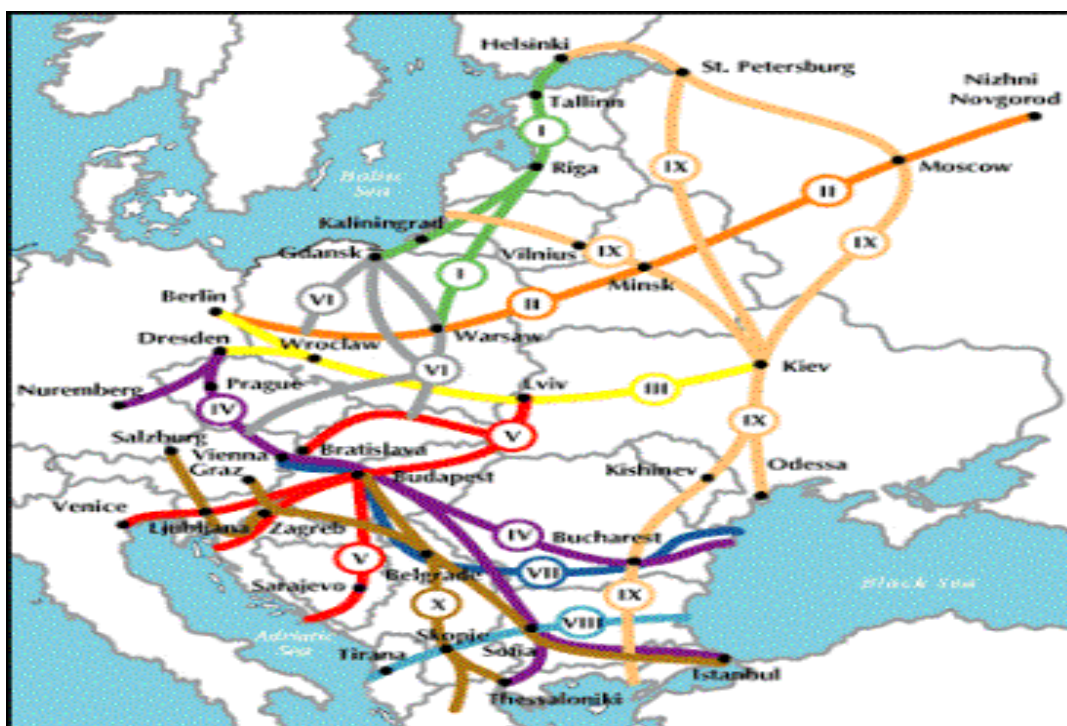 Helsinki
St. Petersburg
Nizhni
Novgorod
Tallinn
I
Riga
IX
Moscow
II
Baltic
Sea
Kaliningrad
Gdansk
Vilnius
IX
IX
Minsk
I
VI
II
Berlin
Warsaw
Dresden
Wroclaw
VI
Kiev
Prague
Nuremberg
Lviv
III
IV
IX
V
Salzburg
Bratislava
Vienna
Graz
Budapest
Kishinev
Odessa
Venice
Ljubljana
Zagreb
IV
Bucharest
V
VII
Belgrade
Sarajevo
Black Sea
IX
X
VIII
Adriatic
Sea
Skopje
Tirana
Sofia
Istanbul
Thessaloniki